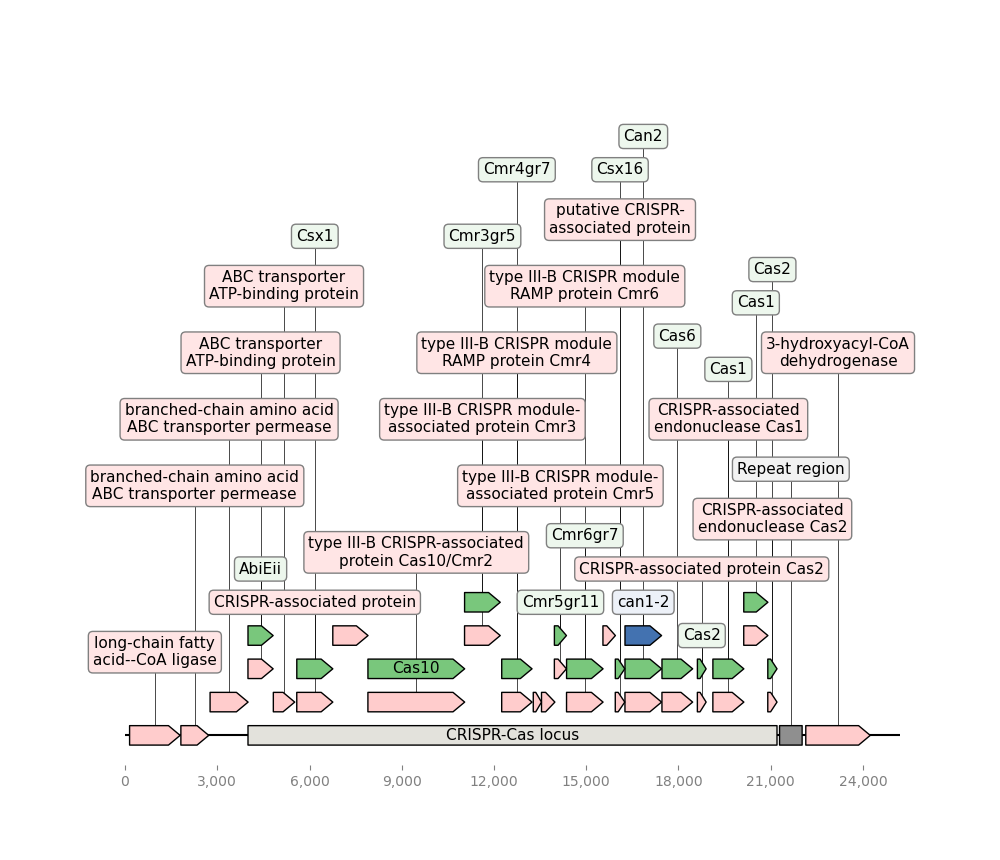 Can2
Cmr4gr7
Csx16
putative CRISPR-
associated protein
Csx1
Cmr3gr5
Cas2
ABC transporter
ATP-binding protein
type III-B CRISPR module
RAMP protein Cmr6
Cas1
Cas6
ABC transporter
ATP-binding protein
type III-B CRISPR module
RAMP protein Cmr4
3-hydroxyacyl-CoA
dehydrogenase
Cas1
branched-chain amino acid
ABC transporter permease
type III-B CRISPR module-
associated protein Cmr3
CRISPR-associated
endonuclease Cas1
Repeat region
branched-chain amino acid
ABC transporter permease
type III-B CRISPR module-
associated protein Cmr5
CRISPR-associated
endonuclease Cas2
Cmr6gr7
type III-B CRISPR-associated
protein Cas10/Cmr2
AbiEii
CRISPR-associated protein Cas2
CRISPR-associated protein
Cmr5gr11
can1-2
Cas2
long-chain fatty
acid--CoA ligase
Cas10
CRISPR-Cas locus
0
3,000
6,000
9,000
12,000
15,000
18,000
21,000
24,000